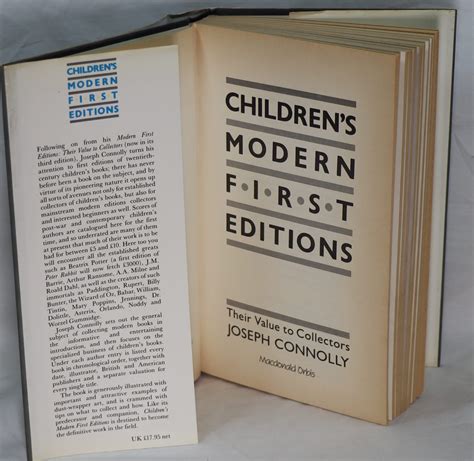 CHILDREN'S
MODERN
FIRST
EDITIONS
Following on from his Modern First
Editions: Their Value to Collectors (now in its
third edition), Joseph Connolly turns his
attention to first editions of twentieth-
century children's books; there has never
before been a book on the subject, and by
virtue of its pioneering nature it opens up
all sorts of avenues not only for established
collectors of children's books, but also for
mainstream modern editions collectors
and interested beginners as well. Scores of
post-war and contemporary children's
authors are catalogued here for the first
time, and so underrated are many of them
at present that much of their work is to be
had for between £5 and £10. Here too you
will encounter all the established greats
such as Beatrix Potter (a first edition of
Peter Rabbit will now fetch £3000), J.M.
Barrie, Arthur Ransome, A.A. Milne and
Roald Dahl, as well as introducing such
immortals as Paddington, Rupert, Billy
Bunter, the Wizard of Oz, Babar, William,
Tintin, Mary Poppins, Jennings, Dr.
Dolittle, Asterix, Orlando, Noddy and
Worzel Gummidge.
Joseph Connolly sets out the general
subject of collecting modern books in
the informative and entertaining
introduction, and then focuses on the
specialized business of children's books.
Under each author entry is listed every
book in chronological order, together with
date, illustrator, British and American
publishers and a separate valuation for
every single title.
The book is generously illustrated with
important and attractive examples of
dust-wrapper art, and is crammed with
tips on what to collect and how. Like its
predecessor and companion, Children's
Modern First Editions is destined to become
the definitive work in the field.
UK £17.95 net
CHILDREN'S
MODERN
F·I·R·S·T
EDITIONS
Their Value to Collectors
JOSEPH CONNOLLY
Macdonald Orbis